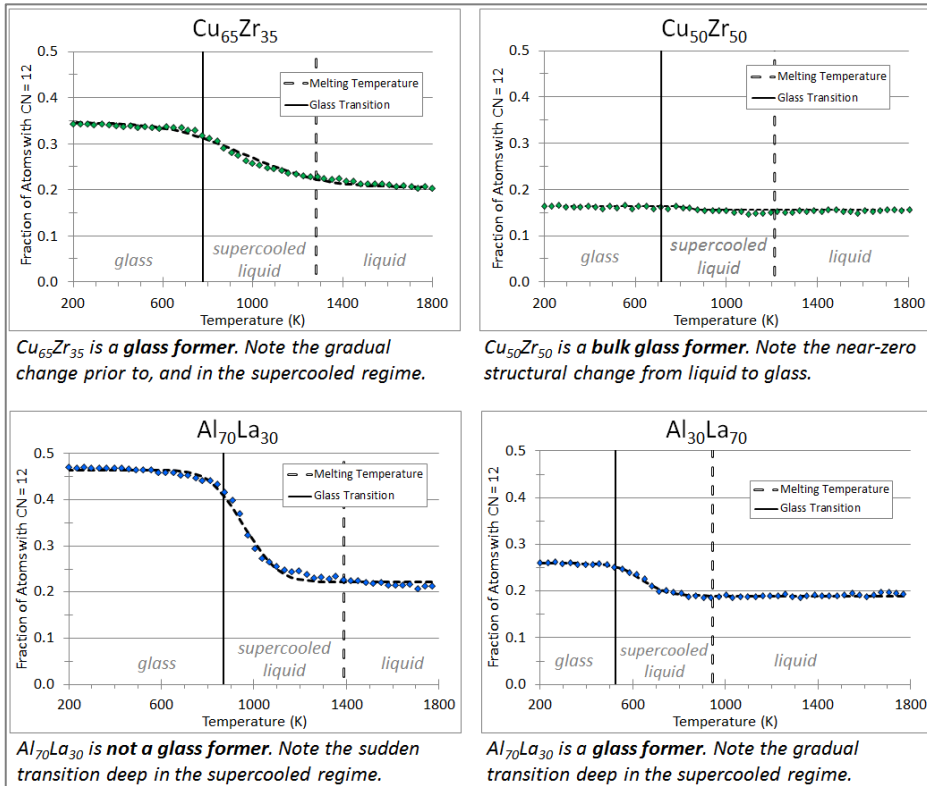 Cu65Zr35
Fraction of Atoms with CN = 12
0.5
0.4
0.3
0.2
0.1
0.0
Melting Temperature
Glass Transition
glass
supercooled
liquid
liquid
200 600 1000 1400 1800
Temperature (K)
Cu65Zr35 is a glass former. Note the gradual
change prior to, and in the supercooled regime.
Cu50Zr50
Fraction of Atoms with CN = 12
0.5
0.4
0.3
0.2
0.1
0.0
Melting Temperature
Glass Transition
glass
supercooled
liquid
liquid
200 600 1000 1400 1800
Temperature (K)
Cu50Zr50 is a bulk glass former. Note the near-zero
structural change from liquid to glass.
Al70La30
Fraction of Atoms with CN = 12
0.5
0.4
0.3
0.2
0.1
0.0
Melting Temperature
Glass Transition
glass
supercooled
liquid
liquid
200 600 1000 1400 1800
Temperature (K)
Al70La30 is not a glass former. Note the sudden
transition deep in the supercooled regime.
Al30La70
Fraction of Atoms with CN = 12
0.5
0.4
0.3
0.2
0.1
0.0
Melting Temperature
Glass Transition
glass
supercooled
liquid
liquid
200 600 1000 1400 1800
Temperature (K)
Al70La30 is a glass former. Note the gradual
transition deep in the supercooled regime.